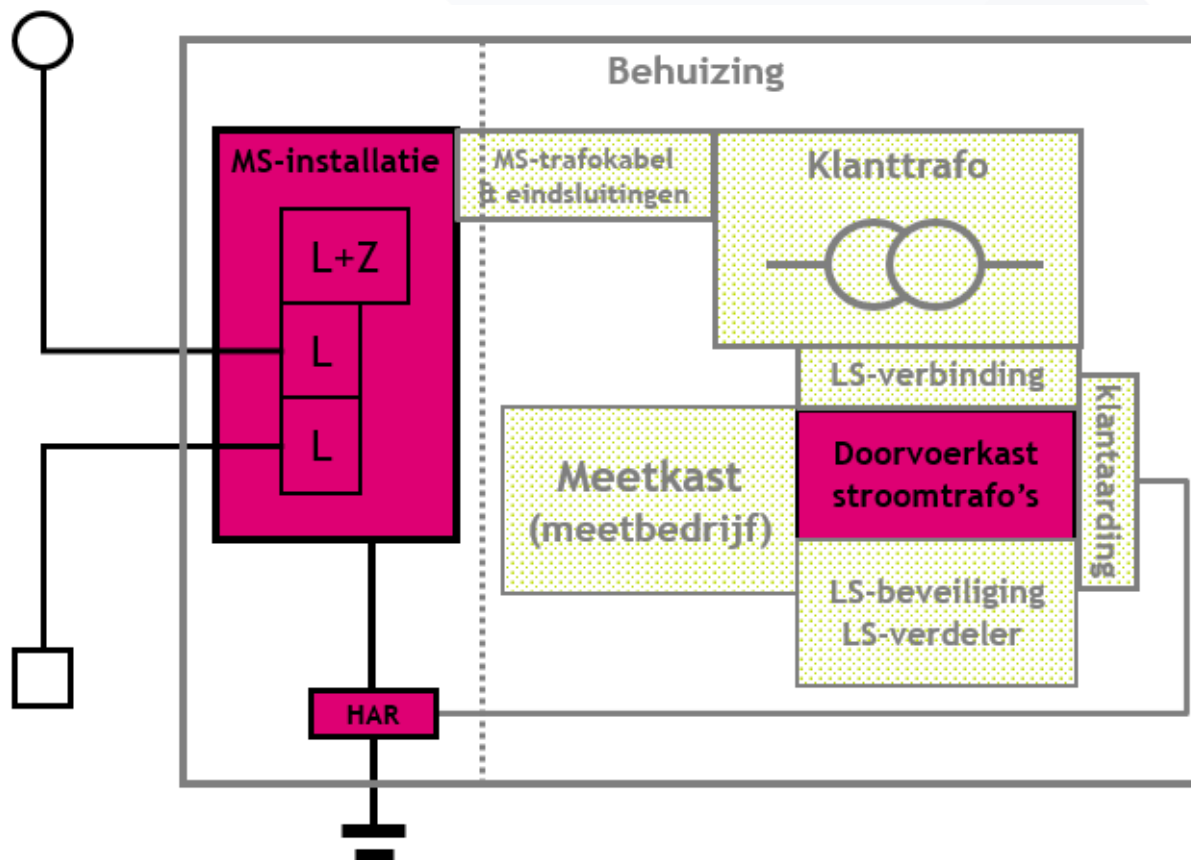 Behuizing
MS-installatie
L+Z
L
L
MS-trafokabel
& eindsluitingen
Klanttrafo
LS-verbinding
klantaarding
Meetkast
(meetbedrijf)
Doorvoerkast
stroomtrafo's
LS-beveiliging
LS-verdeler
HAR